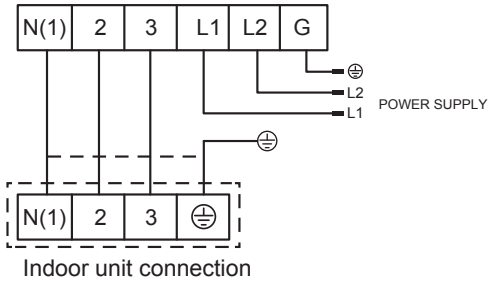 N(1) 2 3 L1 L2 G
L2
L1
POWER SUPPLY
N(1) 2 3
Indoor unit connection